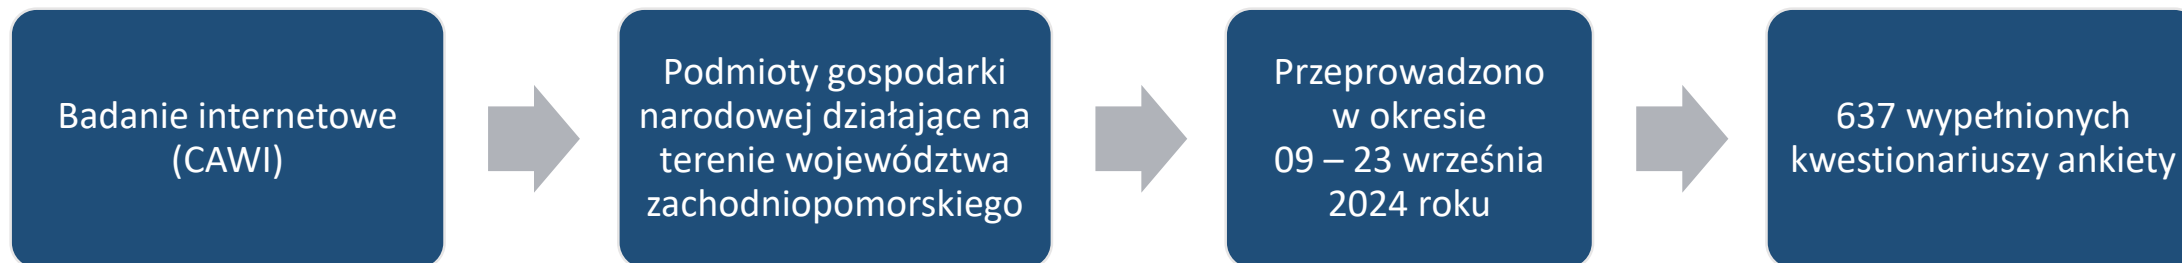 Badanie internetowe
(CAWI)
Podmioty gospodarki
narodowej działające na
terenie województwa
zachodniopomorskiego
Przeprowadzono
w okresie
09 – 23 września
2024 roku
637 wypełnionych
kwestionariuszy ankiety